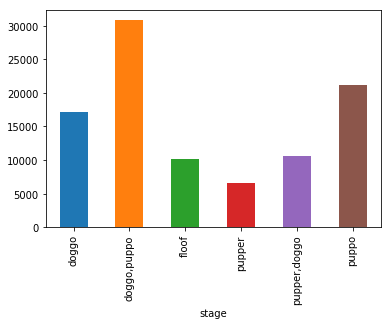 30000
25000
20000
15000
10000
5000
0
doggo
doggo,puppo
floof
pupper
pupper,doggo
puppo
stage